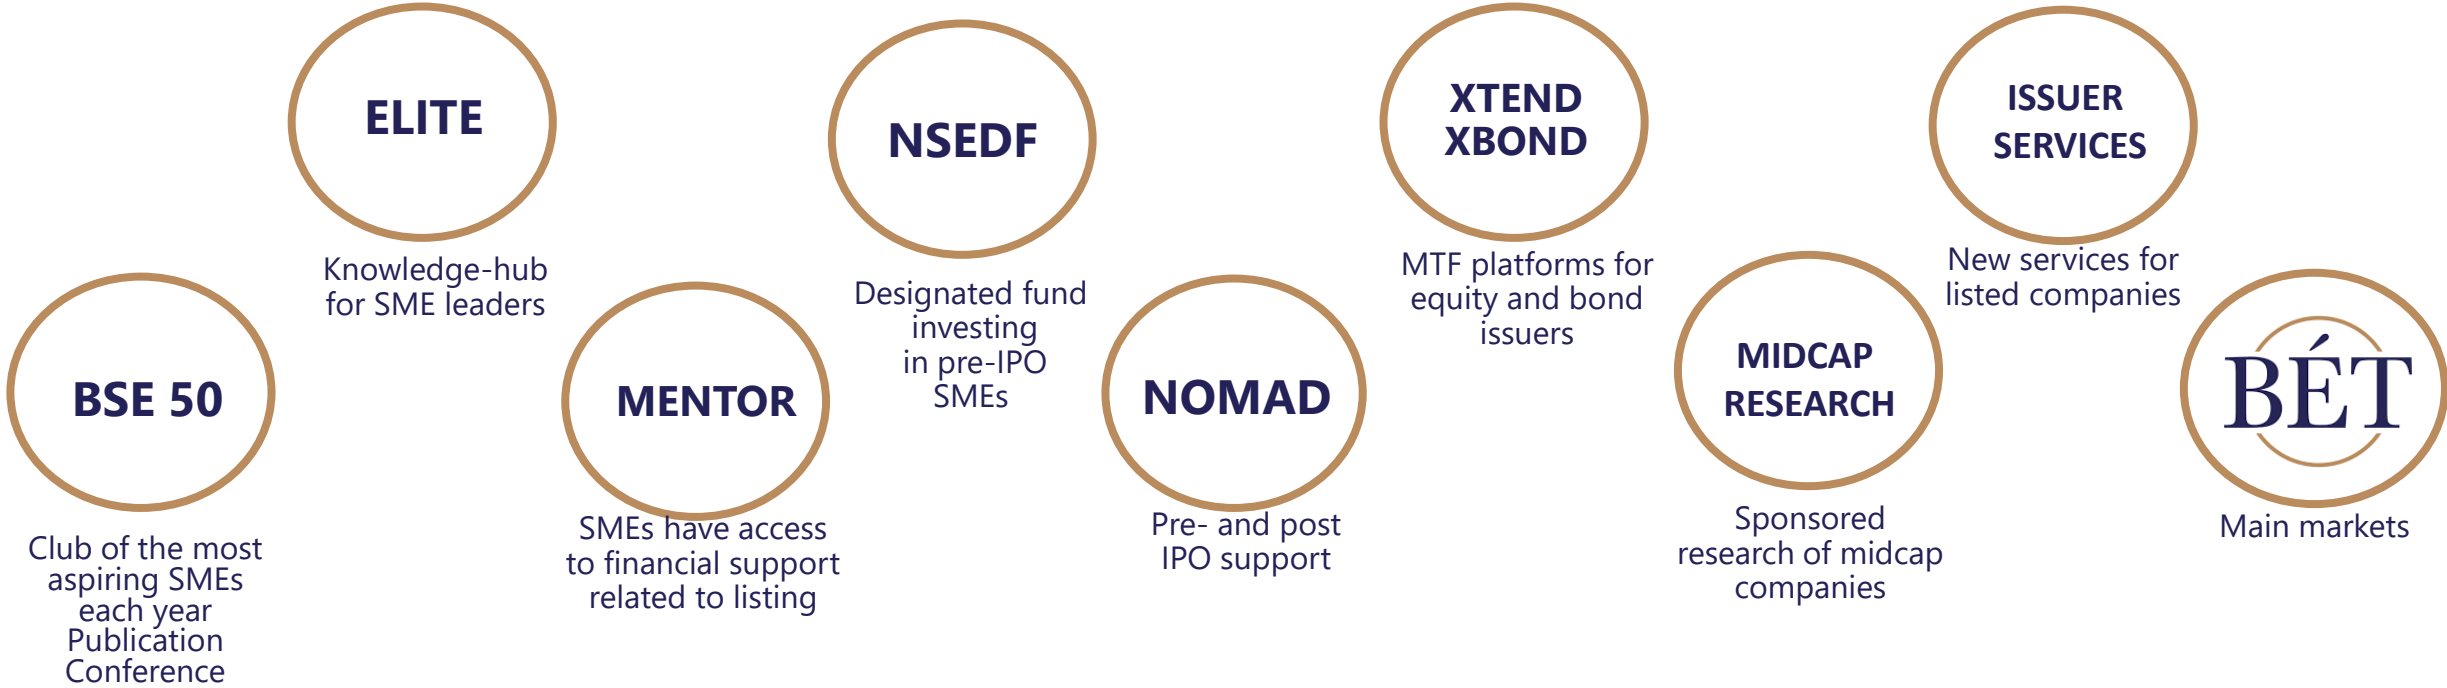 BSE 50
Club of the most
aspiring SMEs
each year
Publication
Conference
ELITE
Knowledge-hub
for SME leaders
MENTOR
SMEs have access
to financial support
related to listing
NSEDF
Designated fund
investing
in pre-IPO
SMEs
NOMAD
Pre- and post
IPO support
XTEND
XBOND
MTF platforms for
equity and bond
issuers
MIDCAP
RESEARCH
Sponsored
research of midcap
companies
ISSUER
SERVICES
New services for
listed companies
BÉT
Main markets